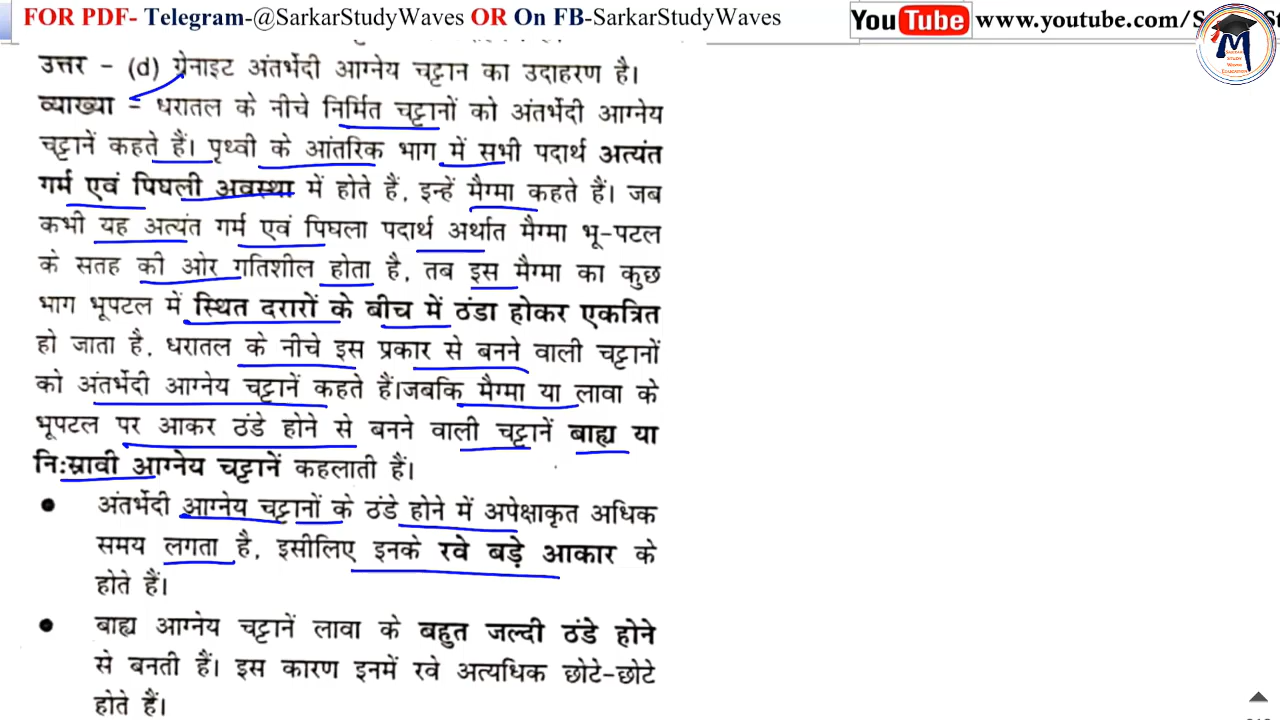 FOR PDF- Telegram-@SarkarStudyWaves OR On FB-SarkarStudyWaves
You Tube www.youtube.com/S
उत्तर – (d) ग्रेनाइट अंतर्भेदी आग्नेय चट्टान का उदाहरण है।
व्याख्या – धरातल के नीचे निर्मित चट्टानों को अंतर्भेदी आग्नेय
चट्टानें कहते हैं। पृथ्वी के आंतरिक भाग में सभी पदार्थ अत्यंत
गर्म एवं पिघली अवस्था में होते हैं, इन्हें मैग्मा कहते हैं। जब
कभी यह अत्यंत गर्म एवं पिघला पदार्थ अर्थात मैग्मा भू-पटल
के सतह की ओर गतिशील होता है, तब इस मैग्मा का कुछ
भाग भूपटल में स्थित दरारों के बीच में ठंडा होकर एकत्रित
हो जाता है, धरातल के नीचे इस प्रकार से बनने वाली चट्टानों
को अंतर्भेदी आग्नेय चट्टानें कहते हैं।जबकि मैग्मा या लावा के
भूपटल पर आकर ठंडे होने से बनने वाली चट्टानें बाह्य या
नि:स्रावी आग्नेय चट्टानें कहलाती हैं।
● अंतर्भेदी आग्नेय चट्टानों के ठंडे होने में अपेक्षाकृत अधिक
समय लगता है, इसीलिए इनके रवे बड़े आकार के
होते हैं।
● बाह्य आग्नेय चट्टानें लावा के बहुत जल्दी ठंडे होने
से बनती हैं। इस कारण इनमें रवे अत्यधिक छोटे-छोटे
होते हैं।